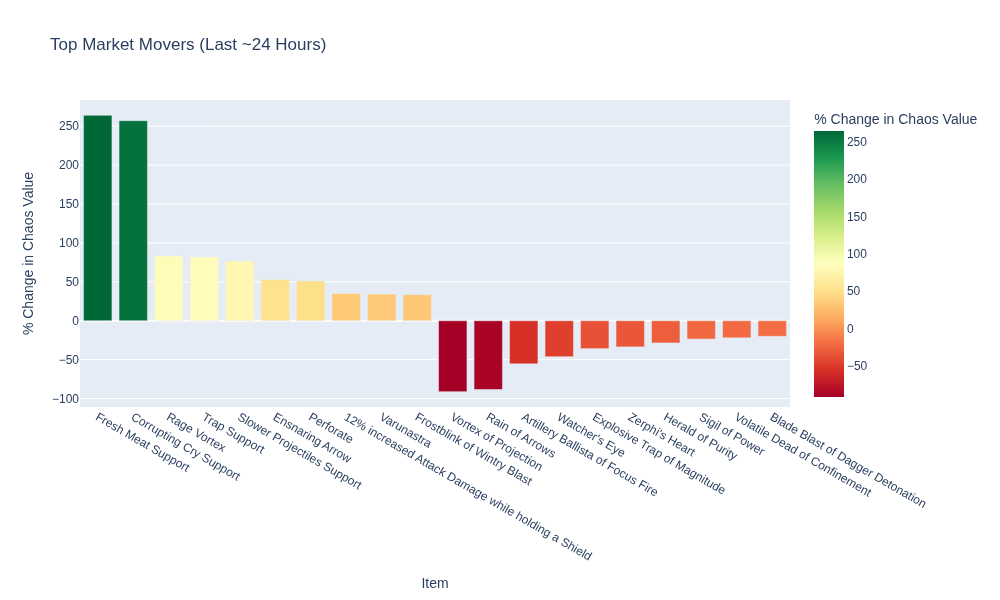 Top Market Movers (Last ~24 Hours)
% Change in Chaos Value
250
200
150
100
50
0
−50
−100
Fresh Meat Support
Corrupting Cry Support
Rage Vortex
Trap Support
Slower Projectiles Support
Ensnaring Arrow
Perforate
12% increased Attack Damage while holding a Shield
Varunastra
Frostblink of Wintry Blast
Vortex of Projection
Rain of Arrows
Artillery Ballista of Focus Fire
Watcher's Eye
Explosive Trap of Magnitude
Zerphi's Heart
Herald of Purity
Sigil of Power
Volatile Dead of Confinement
Blade Blast of Dagger Detonation
Item
% Change in Chaos Value
250
200
150
100
50
0
−50